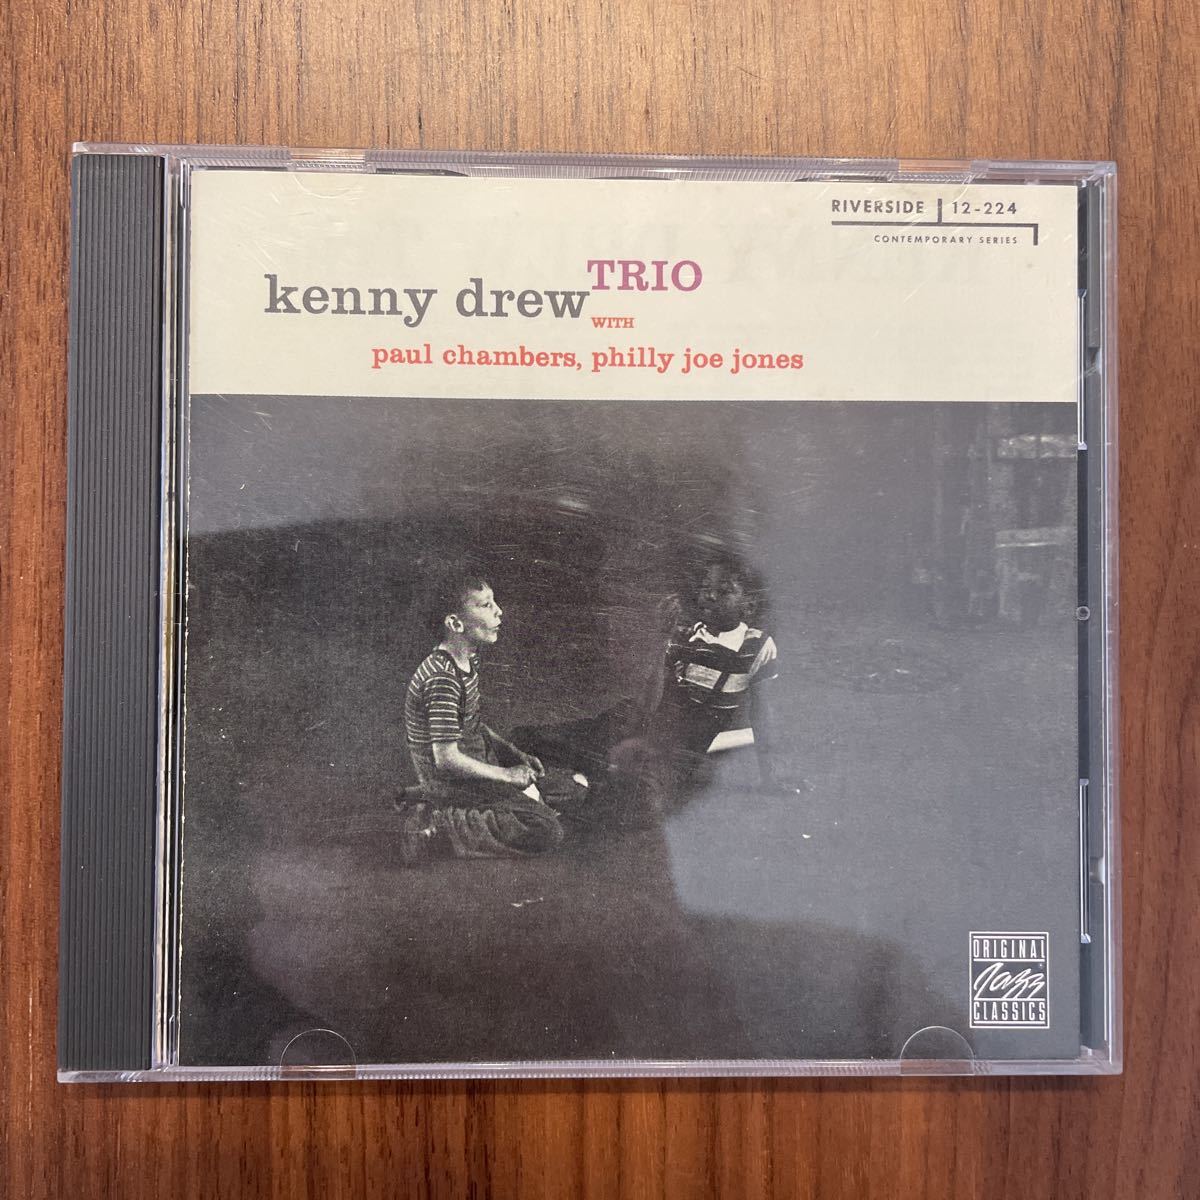 RIVERSIDE 12-224
CONTEMPORARY SERIES
kenny drew TRIO
WITH
paul chambers, philly joe jones
ORIGINAL
Jazz
CLASSICS